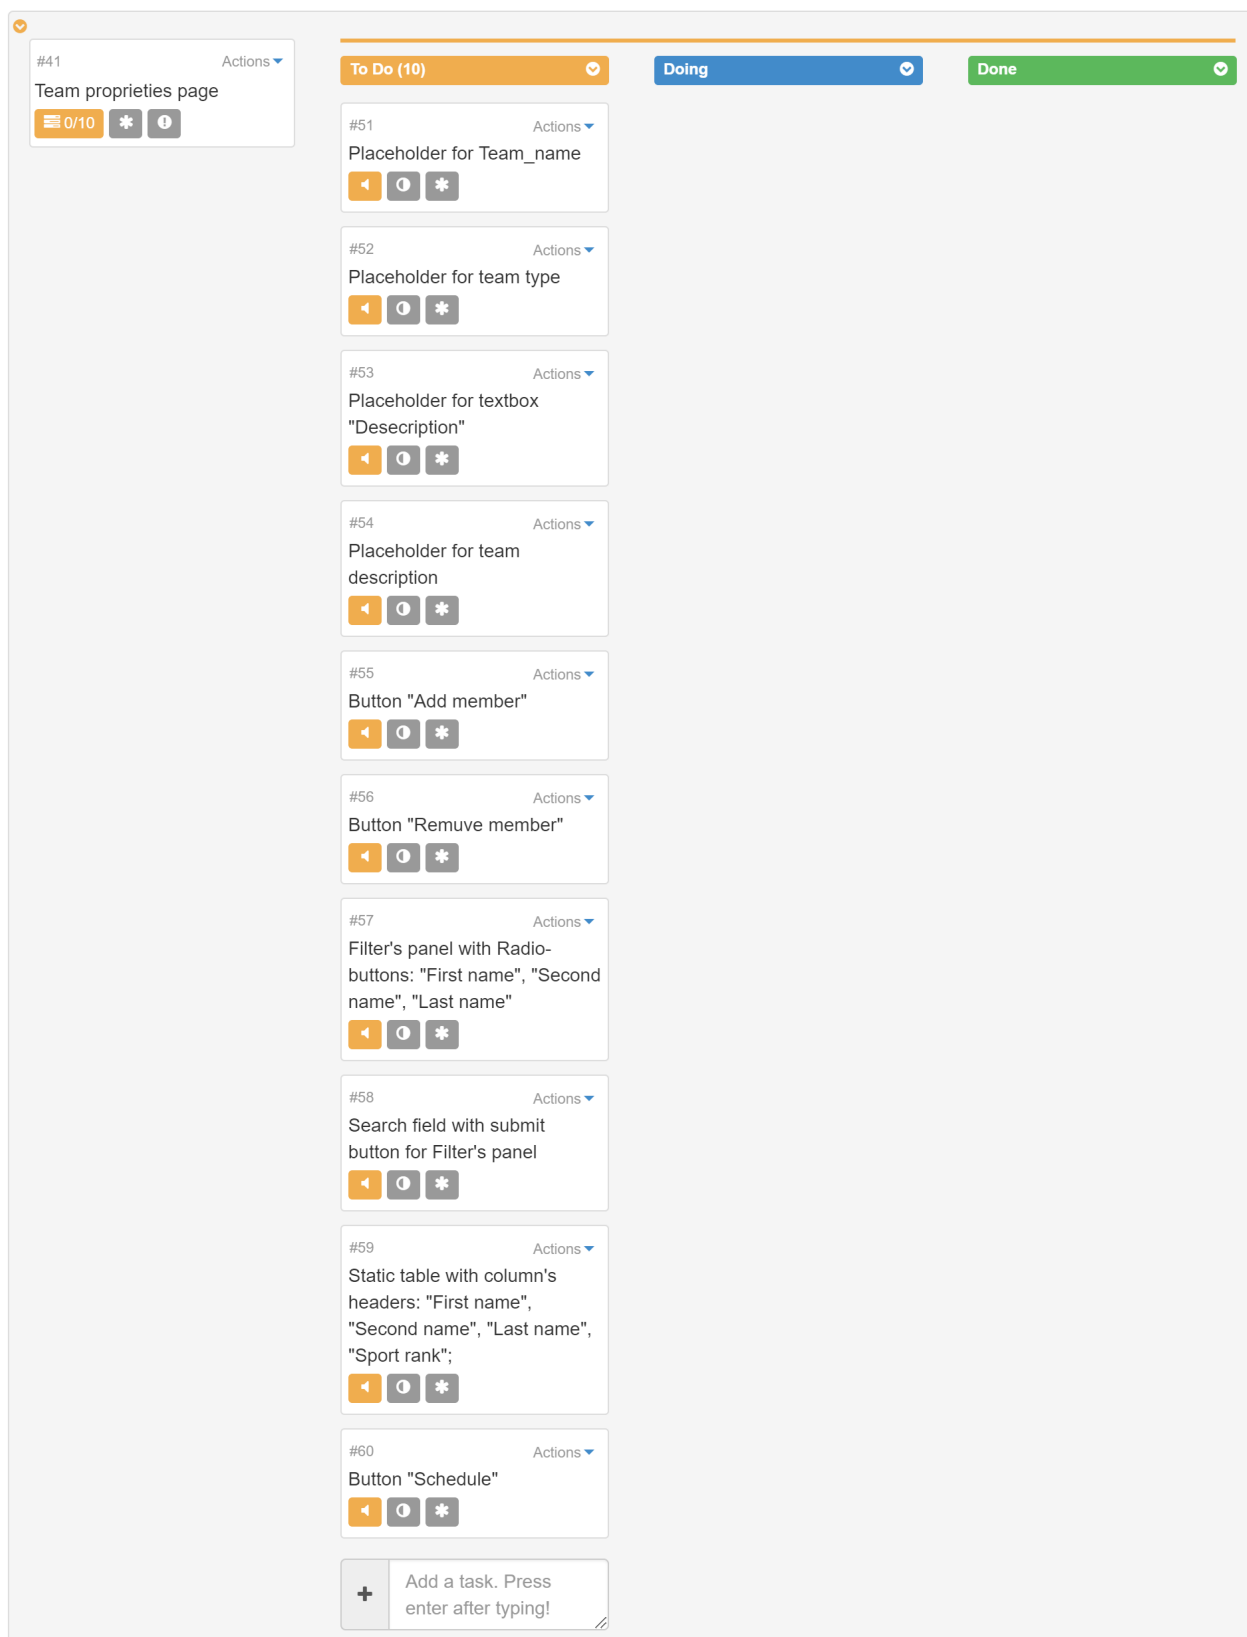 #41 Actions
Team proprieties page
0/10
To Do (10)
Doing
Done
#51 Actions
Placeholder for Team_name
#52 Actions
Placeholder for team type
#53 Actions
Placeholder for textbox
"Desecription"
#54 Actions
Placeholder for team
description
#55 Actions
Button "Add member"
#56 Actions
Button "Remuve member"
#57 Actions
Filter's panel with Radio-
buttons: "First name", "Second
name", "Last name"
#58 Actions
Search field with submit
button for Filter's panel
#59 Actions
Static table with column's
headers: "First name",
"Second name", "Last name",
"Sport rank";
#60 Actions
Button "Schedule"
Add a task. Press
enter after typing!